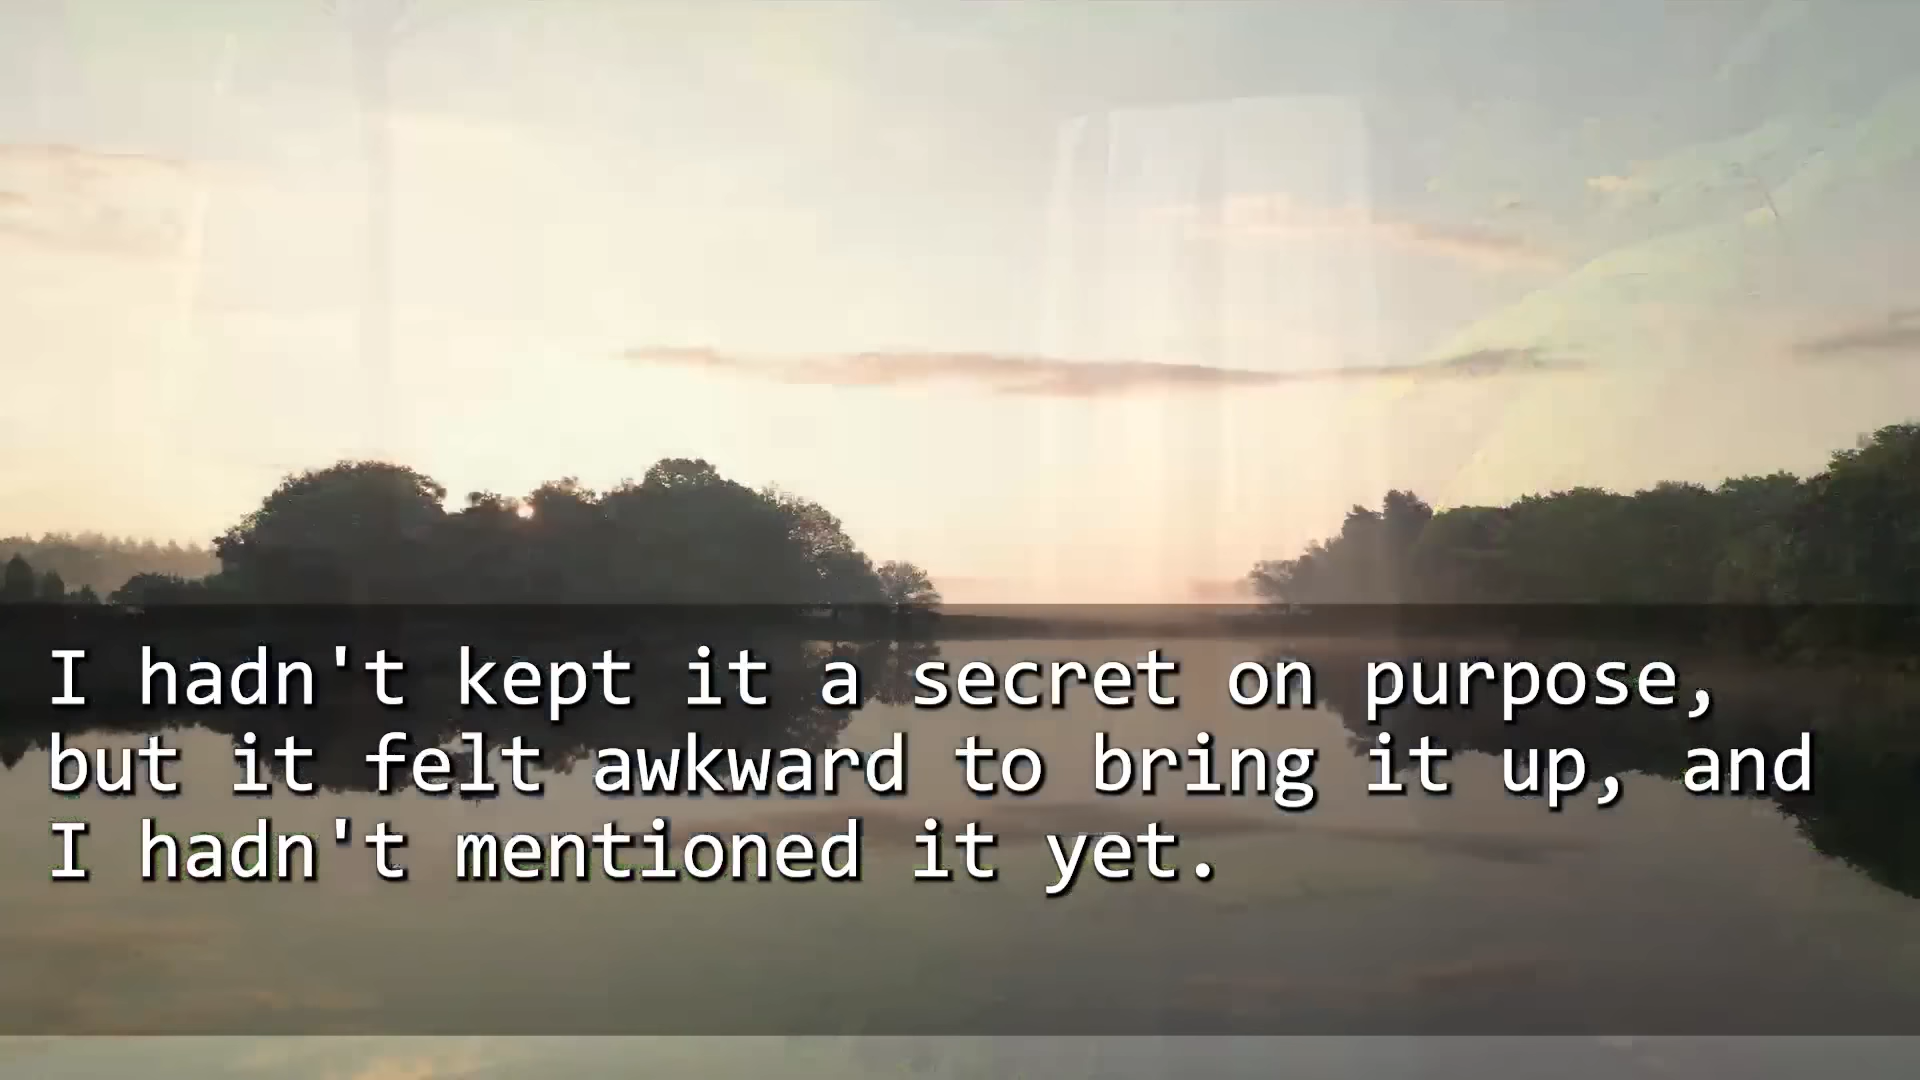 I hadn't kept it a secret on purpose,
but it felt awkward to bring it up, and
I hadn't mentioned it yet.